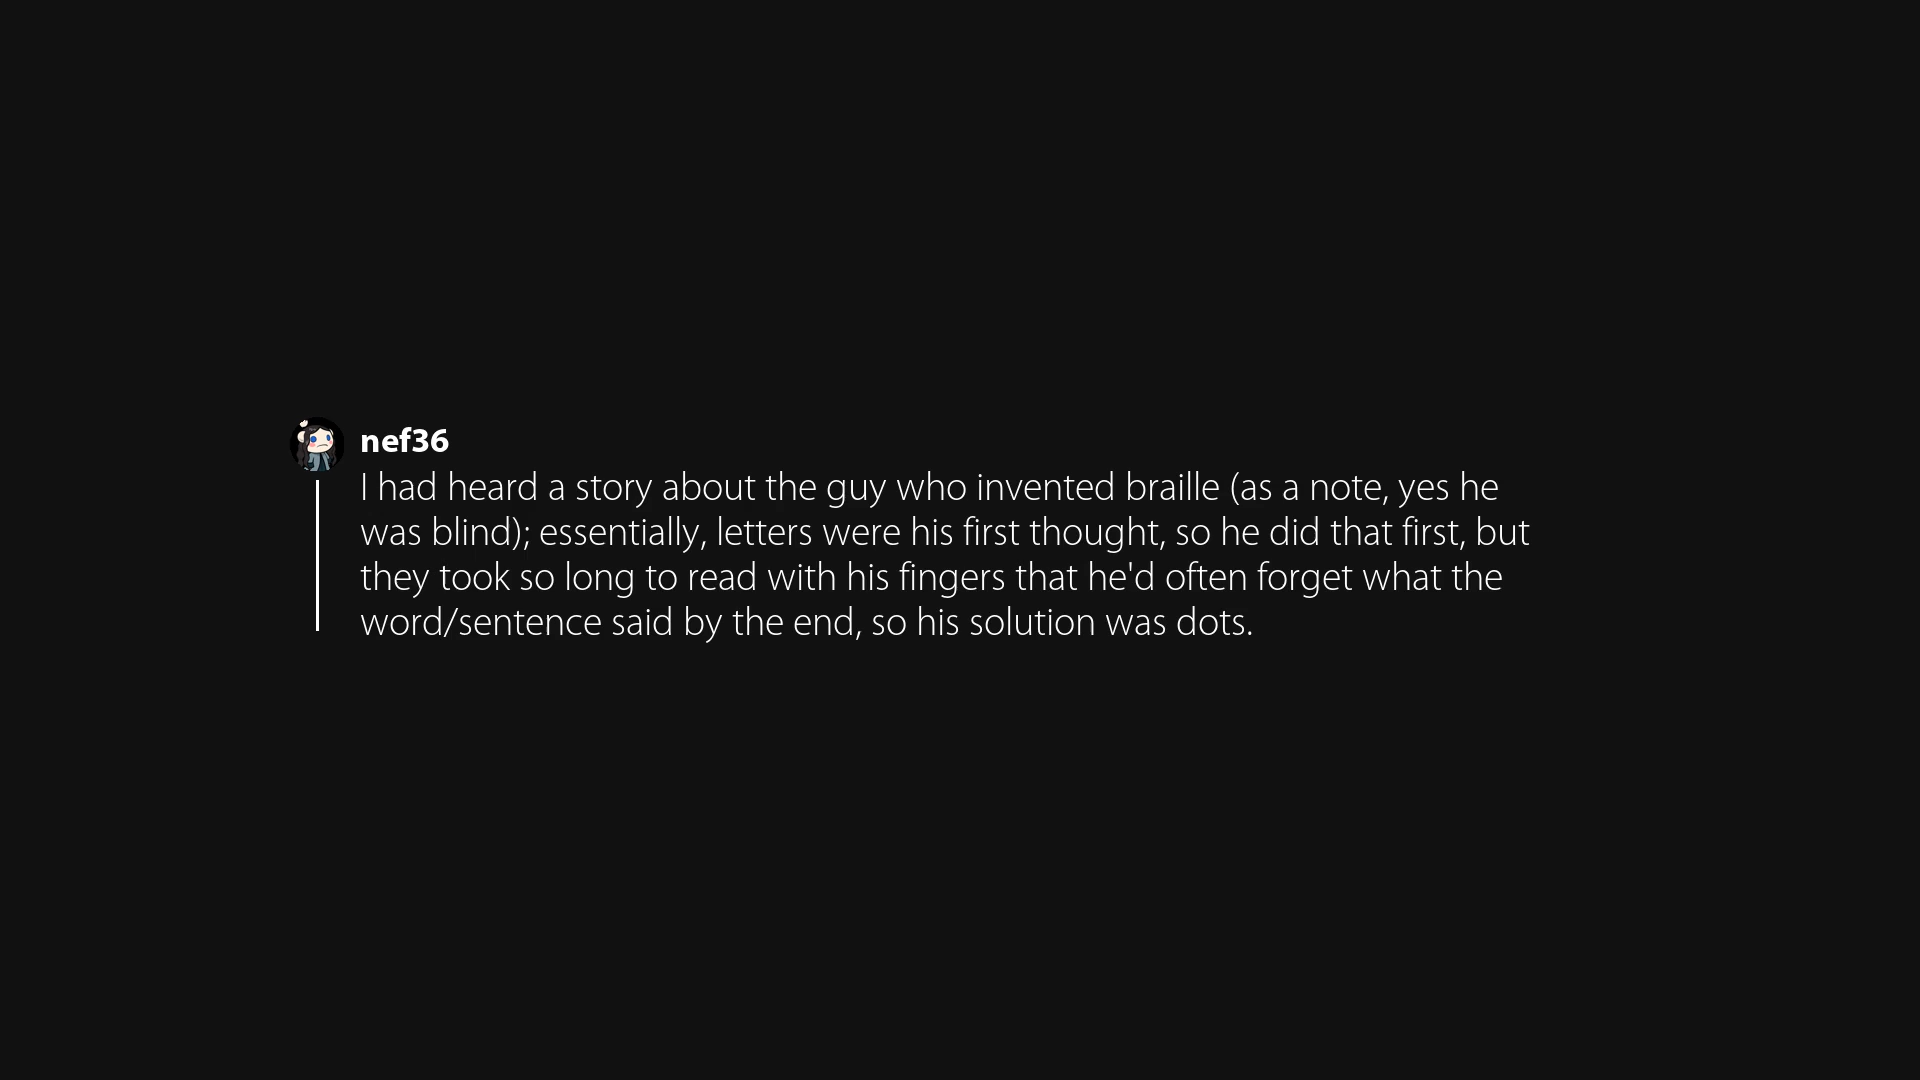 nef36
I had heard a story about the guy who invented braille (as a note, yes he
was blind); essentially, letters were his first thought, so he did that first, but
they took so long to read with his fingers that he'd often forget what the
word/sentence said by the end, so his solution was dots.